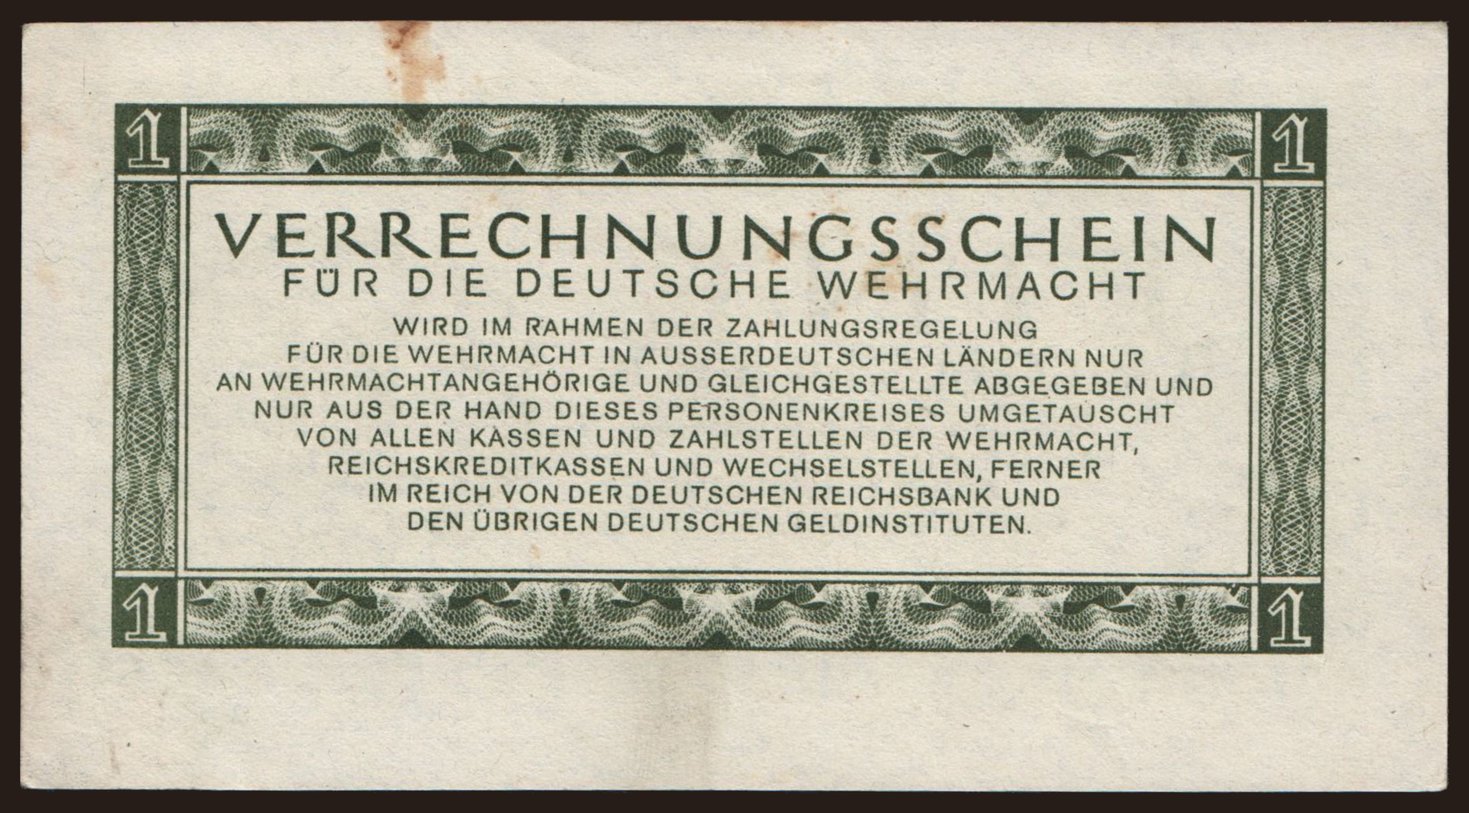 1 1
VERRECHNUNGSSCHEIN
FÜR DIE DEUTSCHE WEHRMACHT
WIRD IM RAHMEN DER ZAHLUNGSREGELUNG
FÜR DIE WEHRMACHT IN AUSSERDEUTSCHEN LÄNDERN NUR
AN WEHRMACHTANGEHÖRIGE UND GLEICHGESTELLTE ABGEGEBEN UND
NUR AUS DER HAND DIESES PERSONENKREISES UMGETAUSCHT
VON ALLEN KASSEN UND ZAHLSTELLEN DER WEHRMACHT,
REICHSKREDITKASSEN UND WECHSELSTELLEN, FERNER
IM REICH VON DER DEUTSCHEN REICHSBANK UND
DEN ÜBRIGEN DEUTSCHEN GELDINSTITUTEN.
1 1